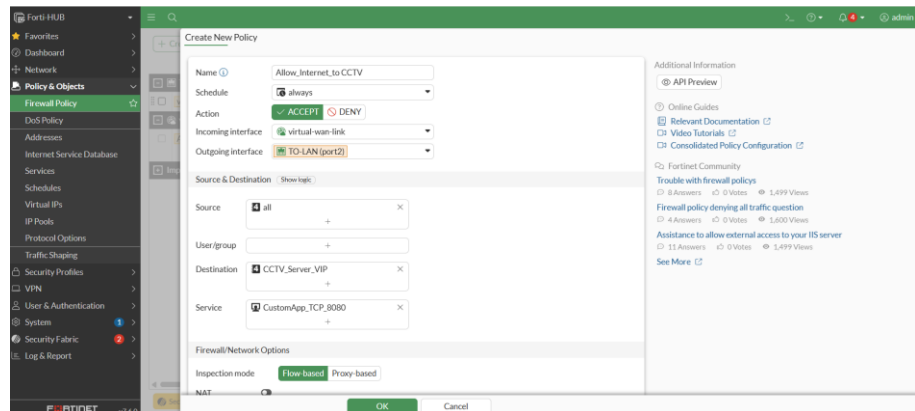 Forti-HUB
admin
4
Favorites
Dashboard
Network
Policy & Objects
Firewall Policy
DoS Policy
Addresses
Internet Service Database
Services
Schedules
Virtual IPs
IP Pools
Protocol Options
Traffic Shaping
Security Profiles
VPN
User & Authentication
System 1
Security Fabric 2
Log & Report
FORTINET
Create New Policy
Name
Allow_Internet_to CCTV
Schedule
always
Action
ACCEPT DENY
Incoming interface
virtual-wan-link
Outgoing interface
TO-LAN (port2)
Source & Destination Show logic
Source
4 all
+
User/group
+
Destination
4 CCTV_Server_VIP
+
Service
CustomApp_TCP_8080
+
Firewall/Network Options
Inspection mode
Flow-based Proxy-based
NAT
OK Cancel
Additional Information
API Preview
Online Guides
Relevant Documentation
Video Tutorials
Consolidated Policy Configuration
Fortinet Community
Trouble with firewall policys
8 Answers 0 Votes 1,499 Views
Firewall policy denying all traffic question
4 Answers 0 Votes 1,600 Views
Assistance to allow external access to your IIS server
11 Answers 0 Votes 1,499 Views
See More